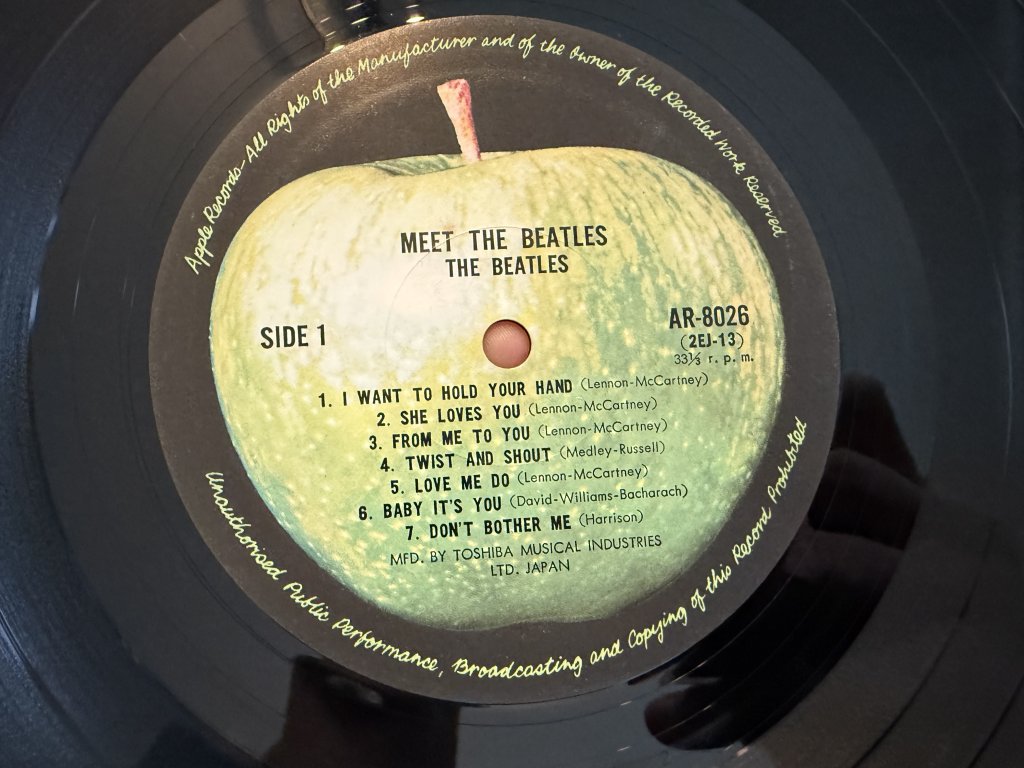 Apple Records-All Rights of the Manufacturer and of the Owner of the Recorded Work Reserved
MEET THE BEATLES
THE BEATLES
SIDE 1
AR-8026
(2EJ-13)
33⅓ r. p. m.
1. I WANT TO HOLD YOUR HAND (Lennon-McCartney)
2. SHE LOVES YOU (Lennon-McCartney)
3. FROM ME TO YOU (Lennon-McCartney)
4. TWIST AND SHOUT (Medley-Russell)
5. LOVE ME DO (Lennon-McCartney)
6. BABY IT'S YOU (David-Williams-Bacharach)
7. DON'T BOTHER ME (Harrison)
MFD. BY TOSHIBA MUSICAL INDUSTRIES
LTD. JAPAN
Unauthorised Public Performance, Broadcasting and Copying of this Record Prohibited